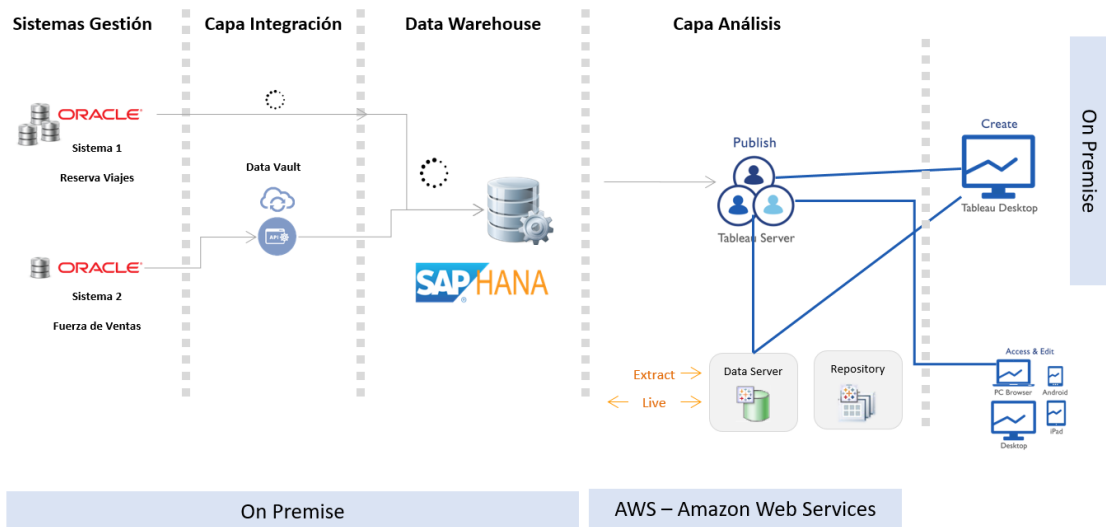 Sistemas Gestión
Capa Integración
Data Warehouse
Capa Análisis
ORACLE
Sistema 1
Reserva Viajes
Data Vault
API
ORACLE
Sistema 2
Fuerza de Ventas
SAP HANA
Publish
Tableau Server
Create
Tableau Desktop
On Premise
Extract
Live
Data Server
Repository
Access & Edit
PC Browser
Android
Desktop
iPad
On Premise
AWS – Amazon Web Services